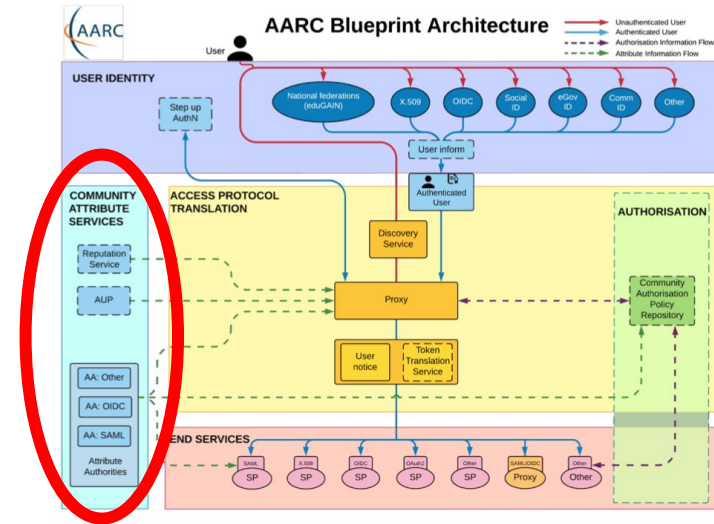 AARC
AARC Blueprint Architecture
User
Unauthenticated User
Authenticated User
Authorisation Information Flow
Attribute Information Flow
USER IDENTITY
Step up
AuthN
National federations
(eduGAIN)
X.509
OIDC
Social
ID
eGov
ID
Comm
ID
Other
User inform
Authenticated
User
COMMUNITY
ATTRIBUTE
SERVICES
Reputation
Service
AUP
AA: Other
AA: OIDC
AA: SAML
Attribute
Authorities
ACCESS PROTOCOL
TRANSLATION
Discovery
Service
Proxy
User
notice
Token
Translation
Service
AUTHORISATION
Community
Authorisation
Policy
Repository
END SERVICES
SAML
SP
X.509
SP
OIDC
SP
OAuth2
SP
Other
SP
SAML/OIDC
Proxy
Other
Other